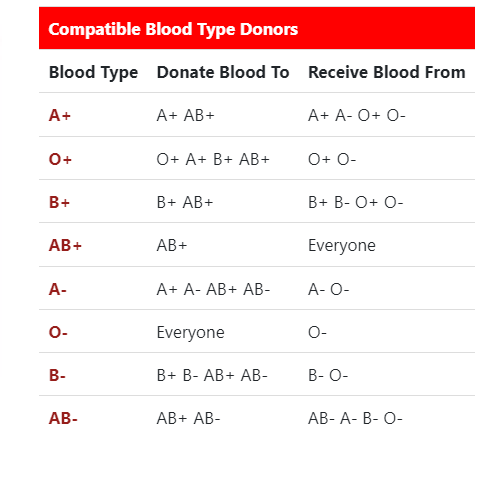 Compatible Blood Type Donors
Blood Type Donate Blood To Receive Blood From
A+ A+ AB+ A+ A- O+ O-
O+ O+ A+ B+ AB+ O+ O-
B+ B+ AB+ B+ B- O+ O-
AB+ AB+ Everyone
A- A+ A- AB+ AB- A- O-
O- Everyone O-
B- B+ B- AB+ AB- B- O-
AB- AB+ AB- AB- A- B- O-